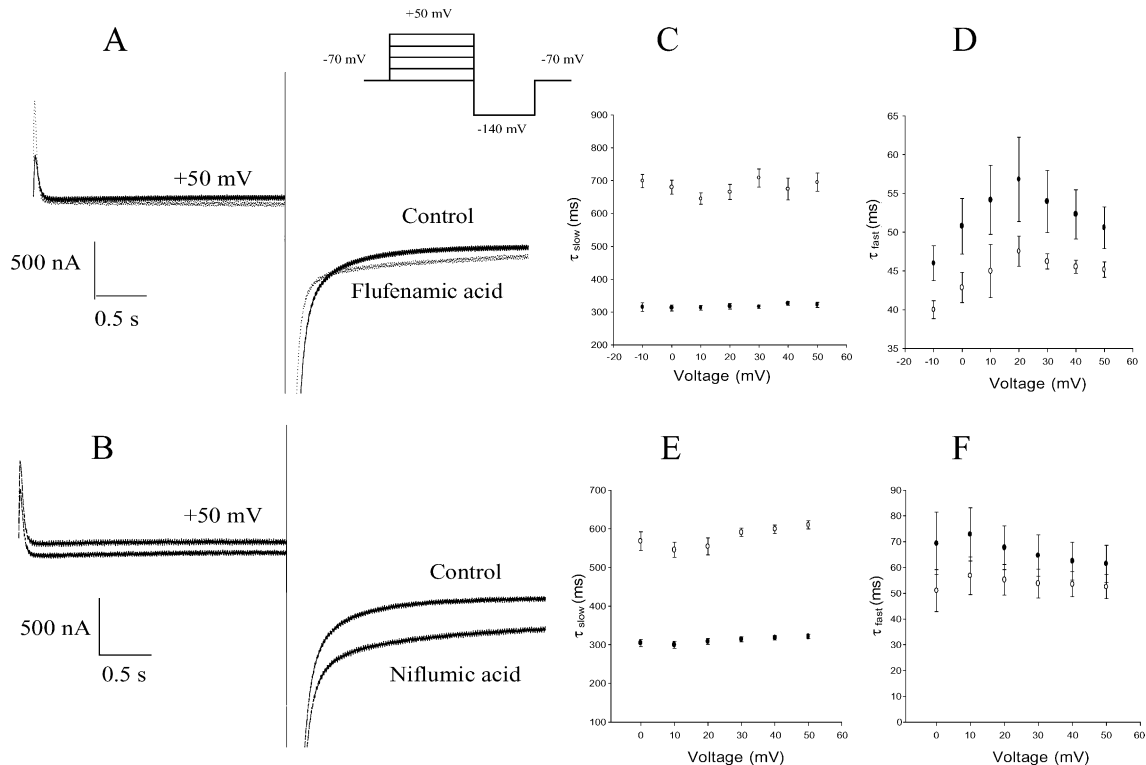 A
+50 mV
-70 mV
-70 mV
-140 mV
+50 mV
Control
500 nA
Flufenamic acid
0.5 s
C
900
800
700
600
500
400
300
200
τ slow (ms)
-20 -10 0 10 20 30 40 50 60
Voltage (mV)
D
65
60
55
50
45
40
35
τ fast (ms)
-20 -10 0 10 20 30 40 50 60
Voltage (mV)
B
+50 mV
Control
500 nA
0.5 s
Niflumic acid
E
700
600
500
400
300
200
100
τ slow (ms)
0 10 20 30 40 50 60
Voltage (mV)
F
90
80
70
60
50
40
30
20
10
0
τ fast (ms)
0 10 20 30 40 50 60
Voltage (mV)